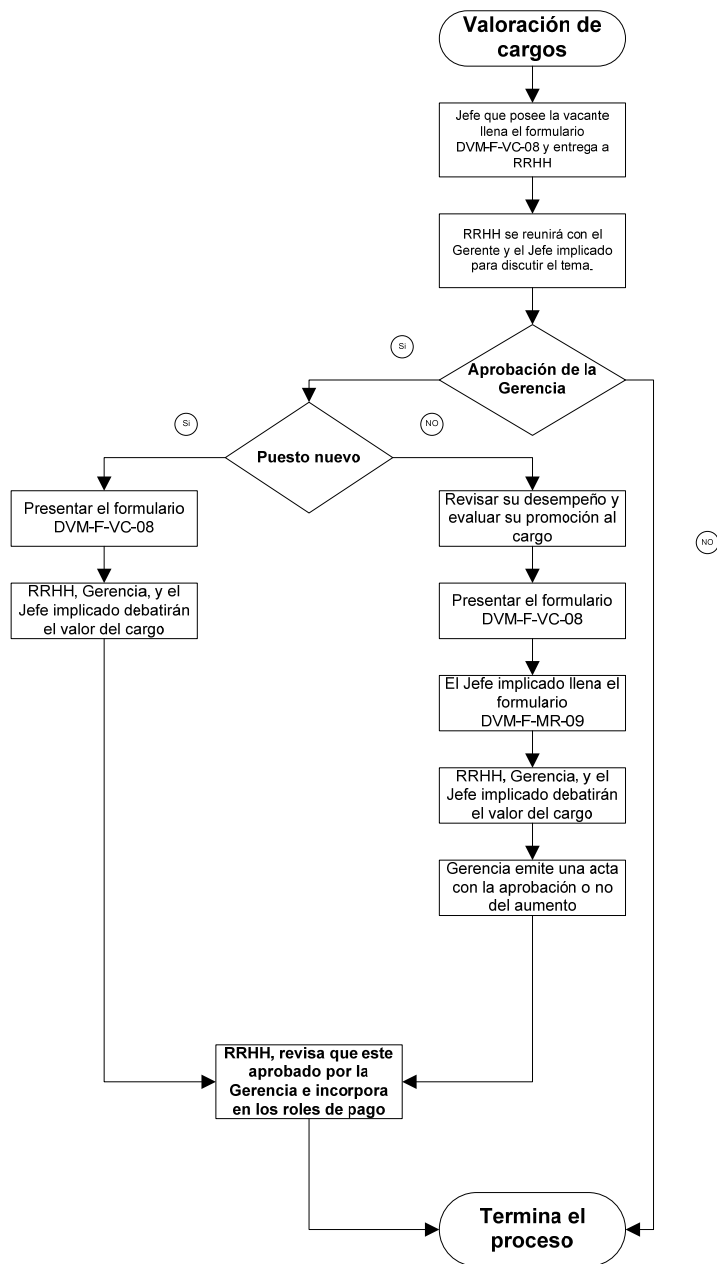 Valoración de
cargos
Jefe que posee la vacante
llena el formulario
DVM-F-VC-08 y entrega a
RRHH
RRHH se reunirá con el
Gerente y el Jefe implicado
para discutir el tema.
Si
Aprobación de la
Gerencia
Si
NO
Puesto nuevo
Presentar el formulario
DVM-F-VC-08
Revisar su desempeño y
evaluar su promoción al
cargo
NO
RRHH, Gerencia, y el
Jefe implicado debatirán
el valor del cargo
Presentar el formulario
DVM-F-VC-08
El Jefe implicado llena el
formulario
DVM-F-MR-09
RRHH, Gerencia, y el
Jefe implicado debatirán
el valor del cargo
Gerencia emite una acta
con la aprobación o no
del aumento
RRHH, revisa que este
aprobado por la
Gerencia e incorpora
en los roles de pago
Termina el
proceso